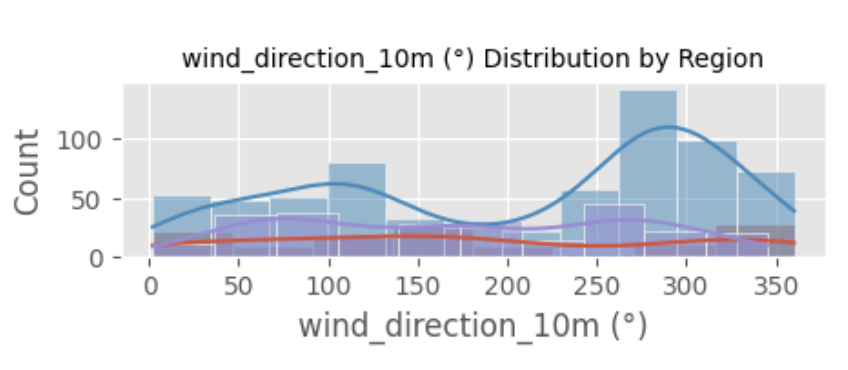 wind_direction_10m (°) Distribution by Region
Count
100
50
0
0 50 100 150 200 250 300 350
wind_direction_10m (°)